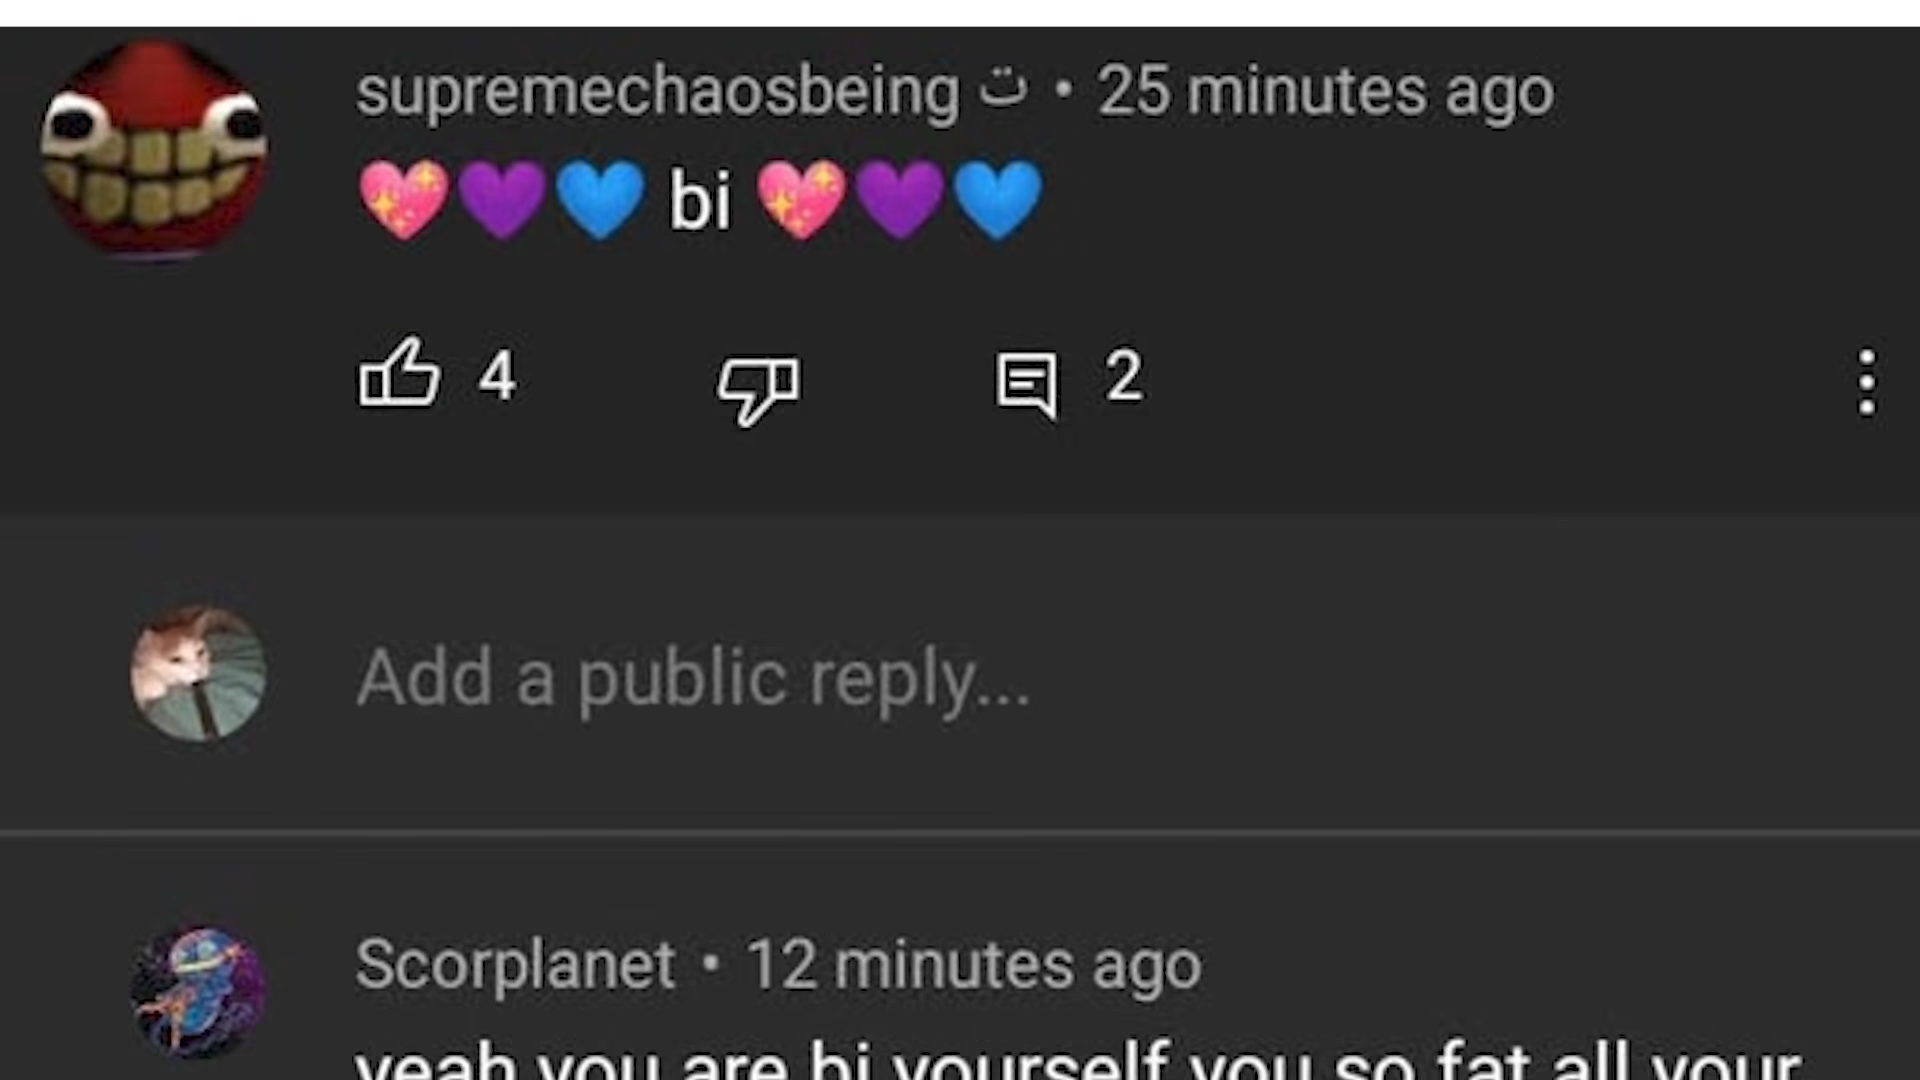 supremechaosbeing ت • 25 minutes ago
💖💜💙 bi 💖💜💙
4 2
Add a public reply...
Scorplanet • 12 minutes ago
yeah you are bi yourself you so fat all your